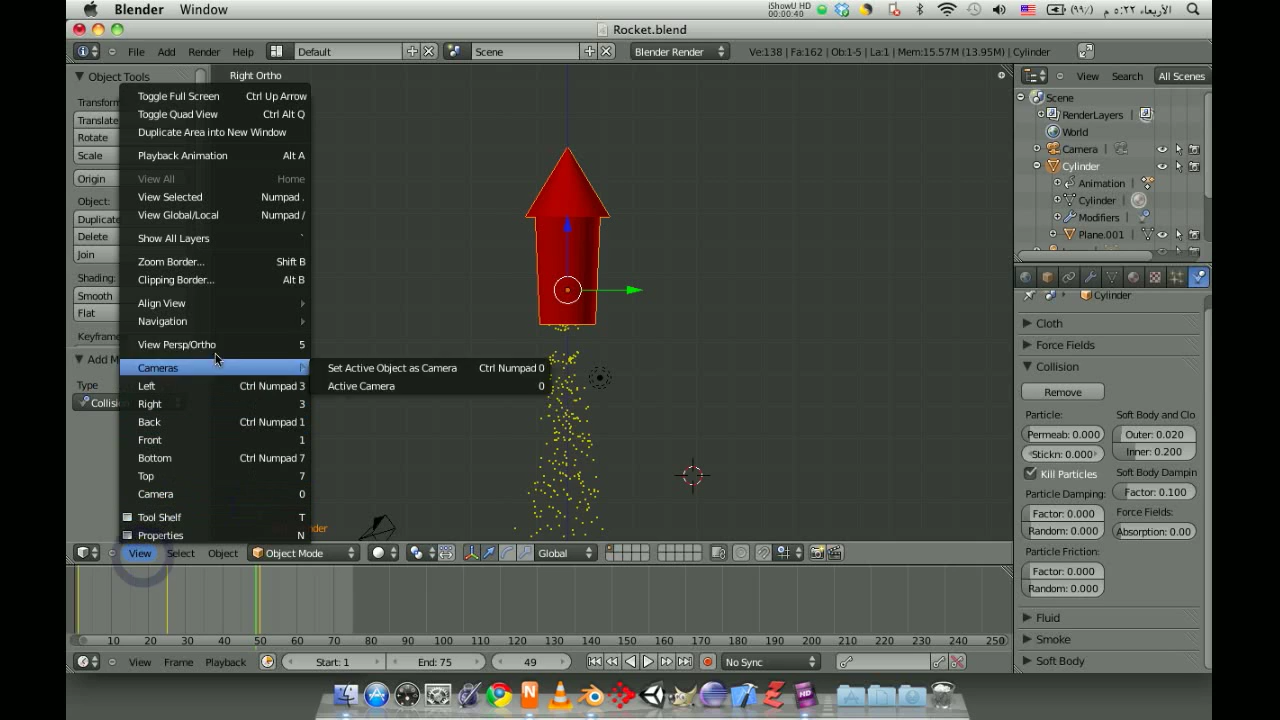 Blender Window
iShowU HD
00:00:40
(٩٩٪) الأربعاء ٥:٢٢ م
Rocket.blend
File Add Render Help Default Scene Blender Render Ve:138 | Fa:162 | Ob:1-5 | La:1 | Mem:15.57M (13.95M) | Cylinder
Object Tools
Right Ortho
View Search All Scenes
Transform
Translate
Rotate
Scale
Origin
Object:
Duplicate
Delete
Join
Shading:
Smooth
Flat
Type
Toggle Full Screen Ctrl Up Arrow
Toggle Quad View Ctrl Alt Q
Duplicate Area into New Window
Playback Animation Alt A
View All Home
View Selected Numpad .
View Global/Local Numpad /
Show All Layers `
Zoom Border... Shift B
Clipping Border... Alt B
Align View
Navigation
View Persp/Ortho 5
Cameras
Left Ctrl Numpad 3
Right 3
Back Ctrl Numpad 1
Front 1
Bottom Ctrl Numpad 7
Top 7
Camera 0
Tool Shelf T
Properties N
Set Active Object as Camera Ctrl Numpad 0
Active Camera 0
Scene
RenderLayers
World
Camera
Cylinder
Animation
Cylinder
Modifiers
Plane.001
Cylinder
Cloth
Force Fields
Collision
Remove
Particle: Soft Body and Clo
Permeab: 0.000 Outer: 0.020
Stickn: 0.000 Inner: 0.200
Kill Particles Soft Body Dampin
Particle Damping: Factor: 0.100
Factor: 0.000 Force Fields:
Random: 0.000 Absorption: 0.00
Particle Friction:
Factor: 0.000
Random: 0.000
Fluid
Smoke
Soft Body
View Select Object Object Mode Global
10 20 30 40 50 60 70 80 90 100 110 120 130 140 150 160 170 180 190 200 210 220 230 240 250
View Frame Playback Start: 1 End: 75 49 No Sync